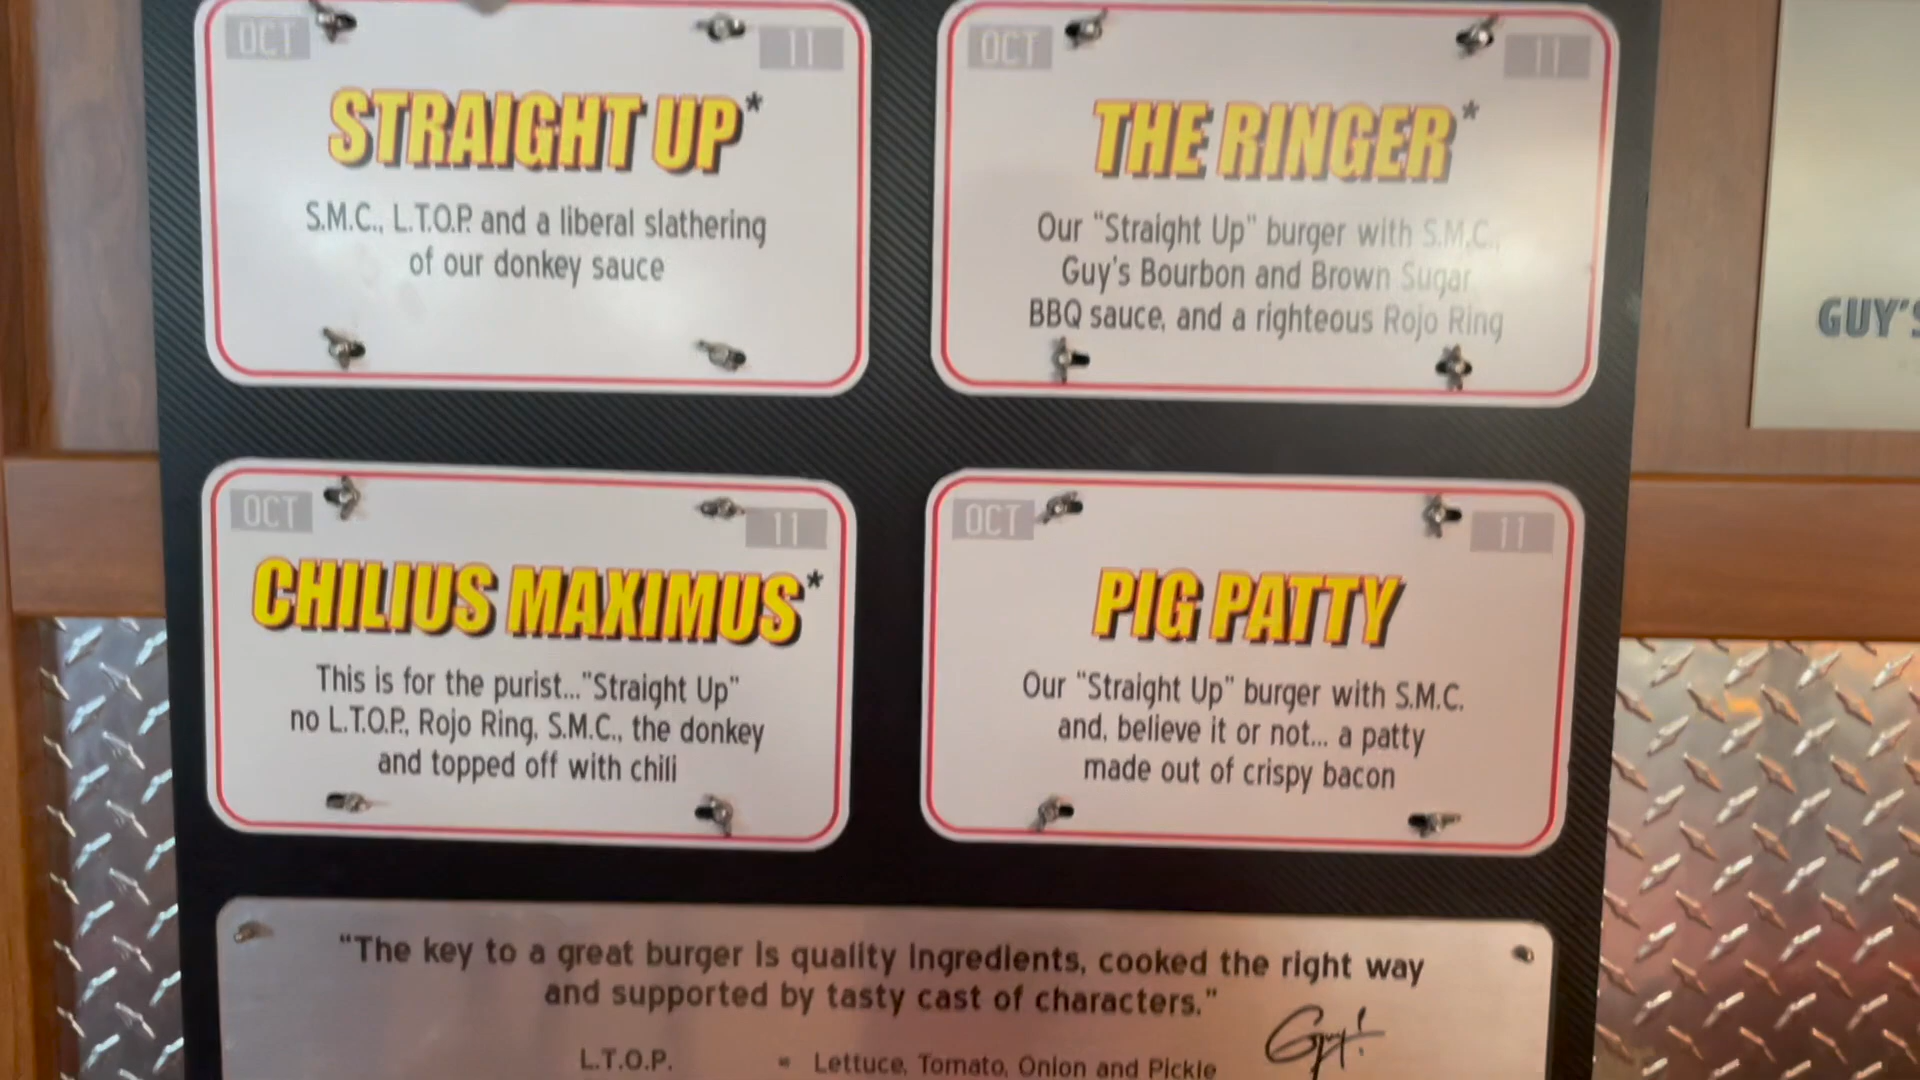 OCT 11
STRAIGHT UP*
S.M.C., L.T.O.P. and a liberal slathering
of our donkey sauce
OCT 11
THE RINGER*
Our "Straight Up" burger with S.M.C.,
Guy's Bourbon and Brown Sugar
BBQ sauce, and a righteous Rojo Ring
GUY'S
OCT 11
CHILIUS MAXIMUS*
This is for the purist..."Straight Up"
no L.T.O.P., Rojo Ring, S.M.C., the donkey
and topped off with chili
OCT 11
PIG PATTY
Our "Straight Up" burger with S.M.C.
and, believe it or not... a patty
made out of crispy bacon
"The key to a great burger is quality ingredients, cooked the right way
and supported by tasty cast of characters."
Guy!
L.T.O.P. = Lettuce, Tomato, Onion and Pickle